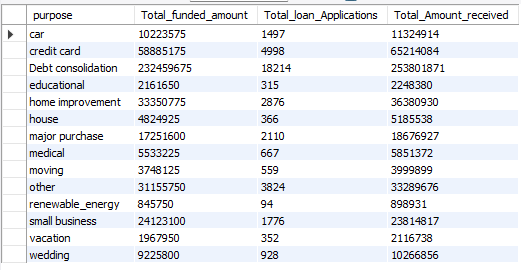 purpose Total_funded_amount Total_loan_Applications Total_Amount_received
car 10223575 1497 11324914
credit card 58885175 4998 65214084
Debt consolidation 232459675 18214 253801871
educational 2161650 315 2248380
home improvement 33350775 2876 36380930
house 4824925 366 5185538
major purchase 17251600 2110 18676927
medical 5533225 667 5851372
moving 3748125 559 3999899
other 31155750 3824 33289676
renewable_energy 845750 94 898931
small business 24123100 1776 23814817
vacation 1967950 352 2116738
wedding 9225800 928 10266856